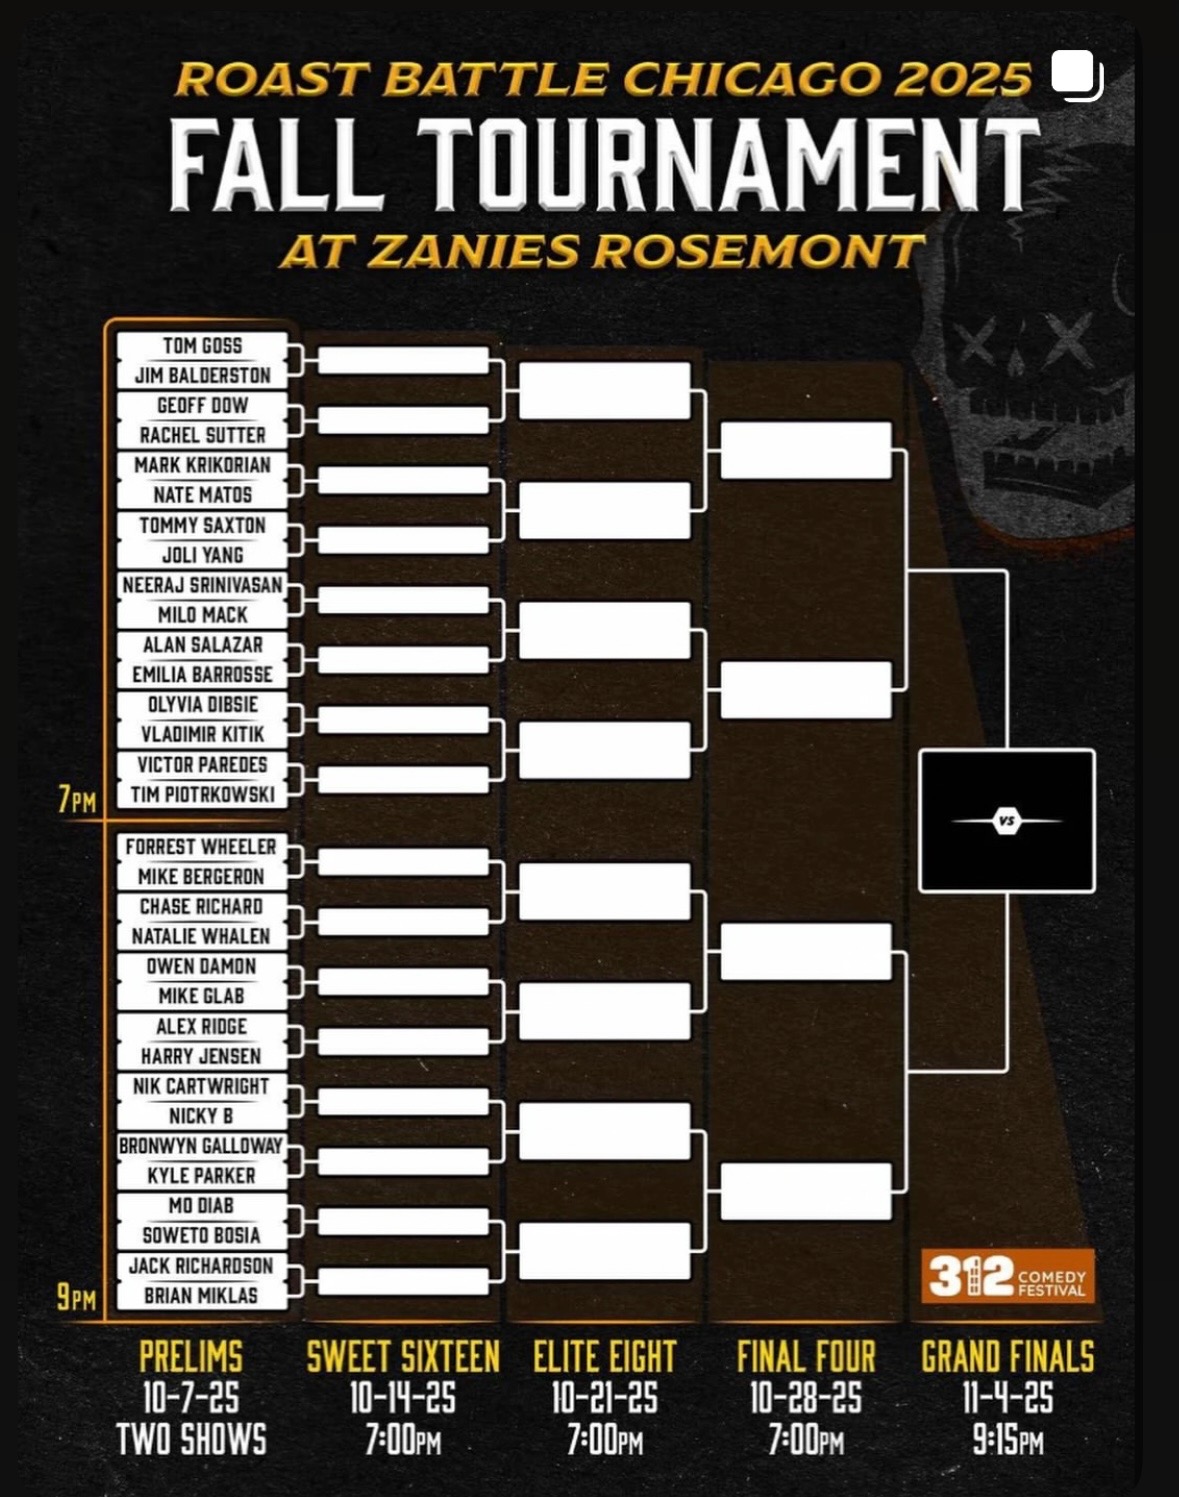 ROAST BATTLE CHICAGO 2025
FALL TOURNAMENT
AT ZANIES ROSEMONT
TOM GOSS
JIM BALDERSTON
GEOFF DOW
RACHEL SUTTER
MARK KRIKORIAN
NATE MATOS
TOMMY SAXTON
JOLI YANG
NEERAJ SRINIVASAN
MILO MACK
ALAN SALAZAR
EMILIA BARROSSE
OLYVIA DIBSIE
VLADIMIR KITIK
VICTOR PAREDES
TIM PIOTRKOWSKI
7PM
FORREST WHEELER
MIKE BERGERON
CHASE RICHARD
NATALIE WHALEN
OWEN DAMON
MIKE GLAB
ALEX RIDGE
HARRY JENSEN
NIK CARTWRIGHT
NICKY B
BRONWYN GALLOWAY
KYLE PARKER
MO DIAB
SOWETO BOSIA
JACK RICHARDSON
BRIAN MIKLAS
9PM
VS
312 COMEDY
FESTIVAL
PRELIMS
10-7-25
TWO SHOWS
SWEET SIXTEEN
10-14-25
7:00PM
ELITE EIGHT
10-21-25
7:00PM
FINAL FOUR
10-28-25
7:00PM
GRAND FINALS
11-4-25
9:15PM